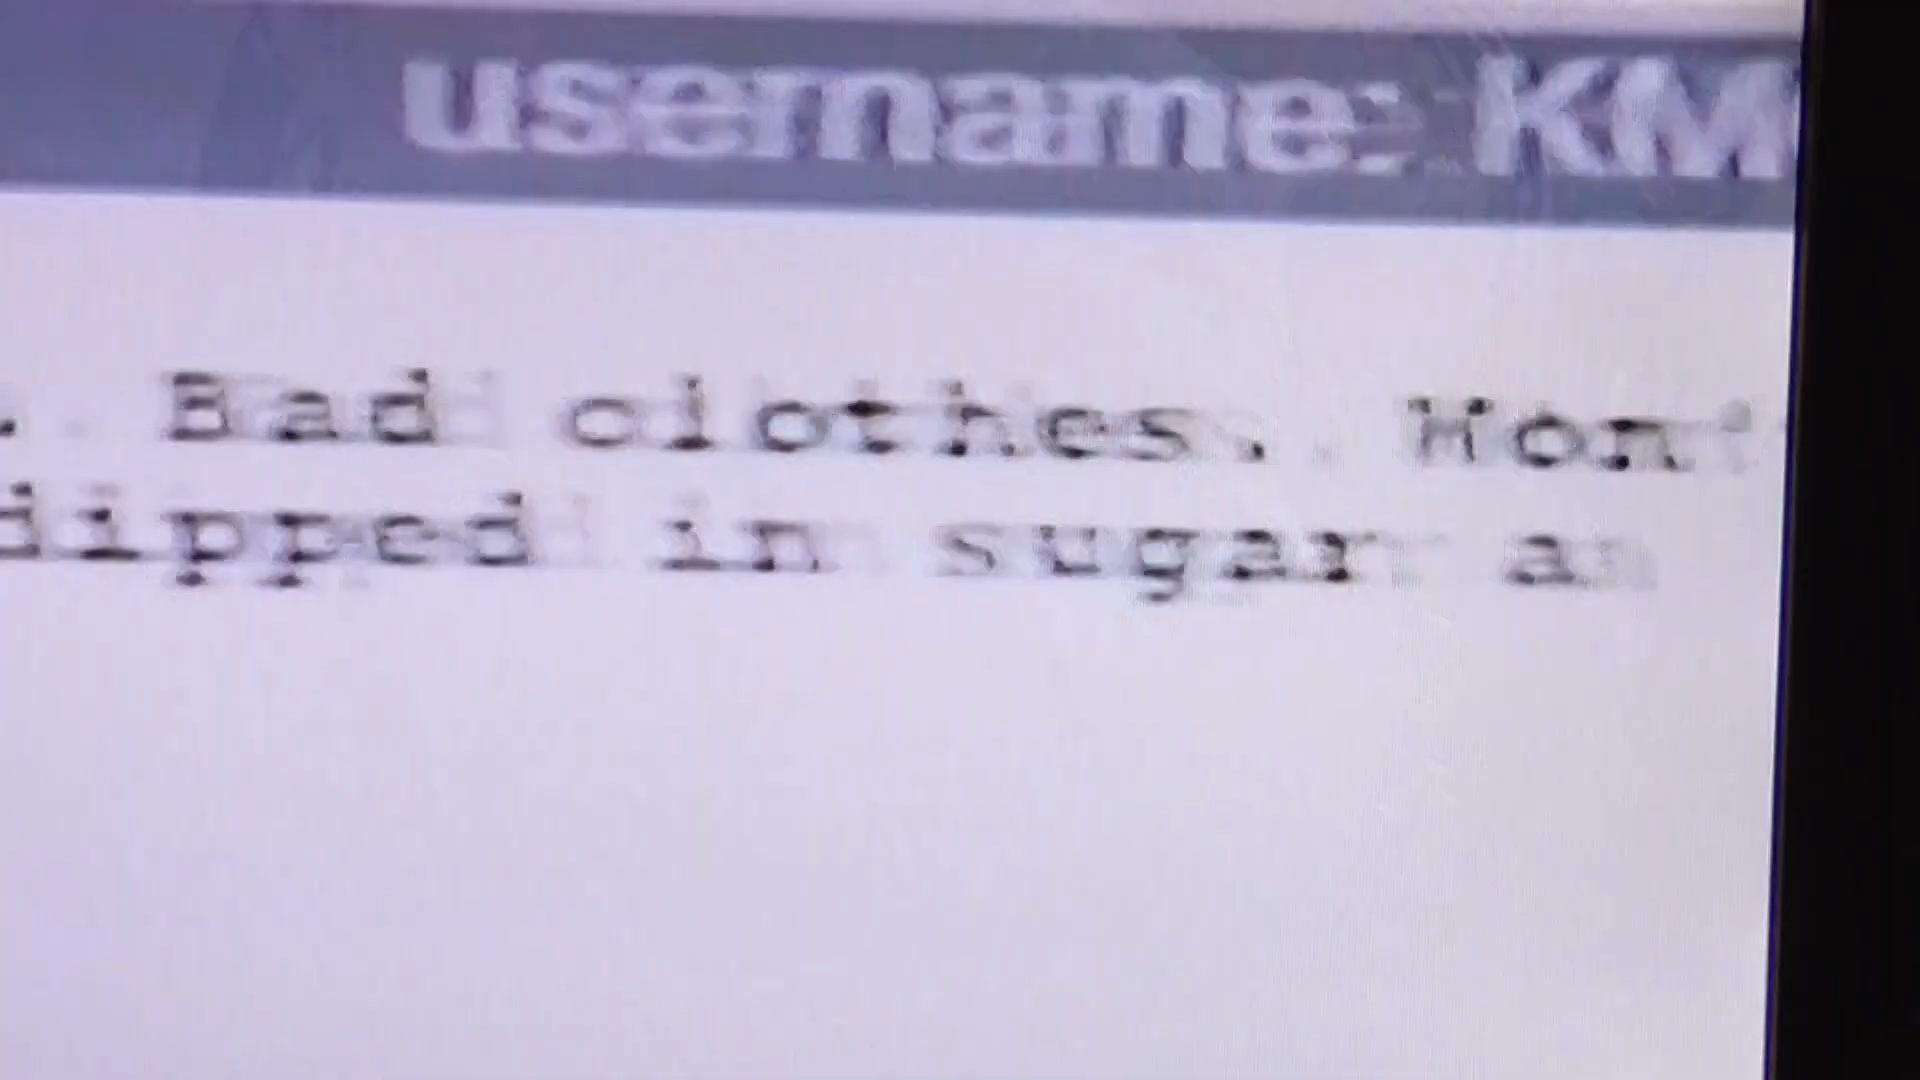 username: KM
. Bad clothes. Hon'
dipped in sugar a